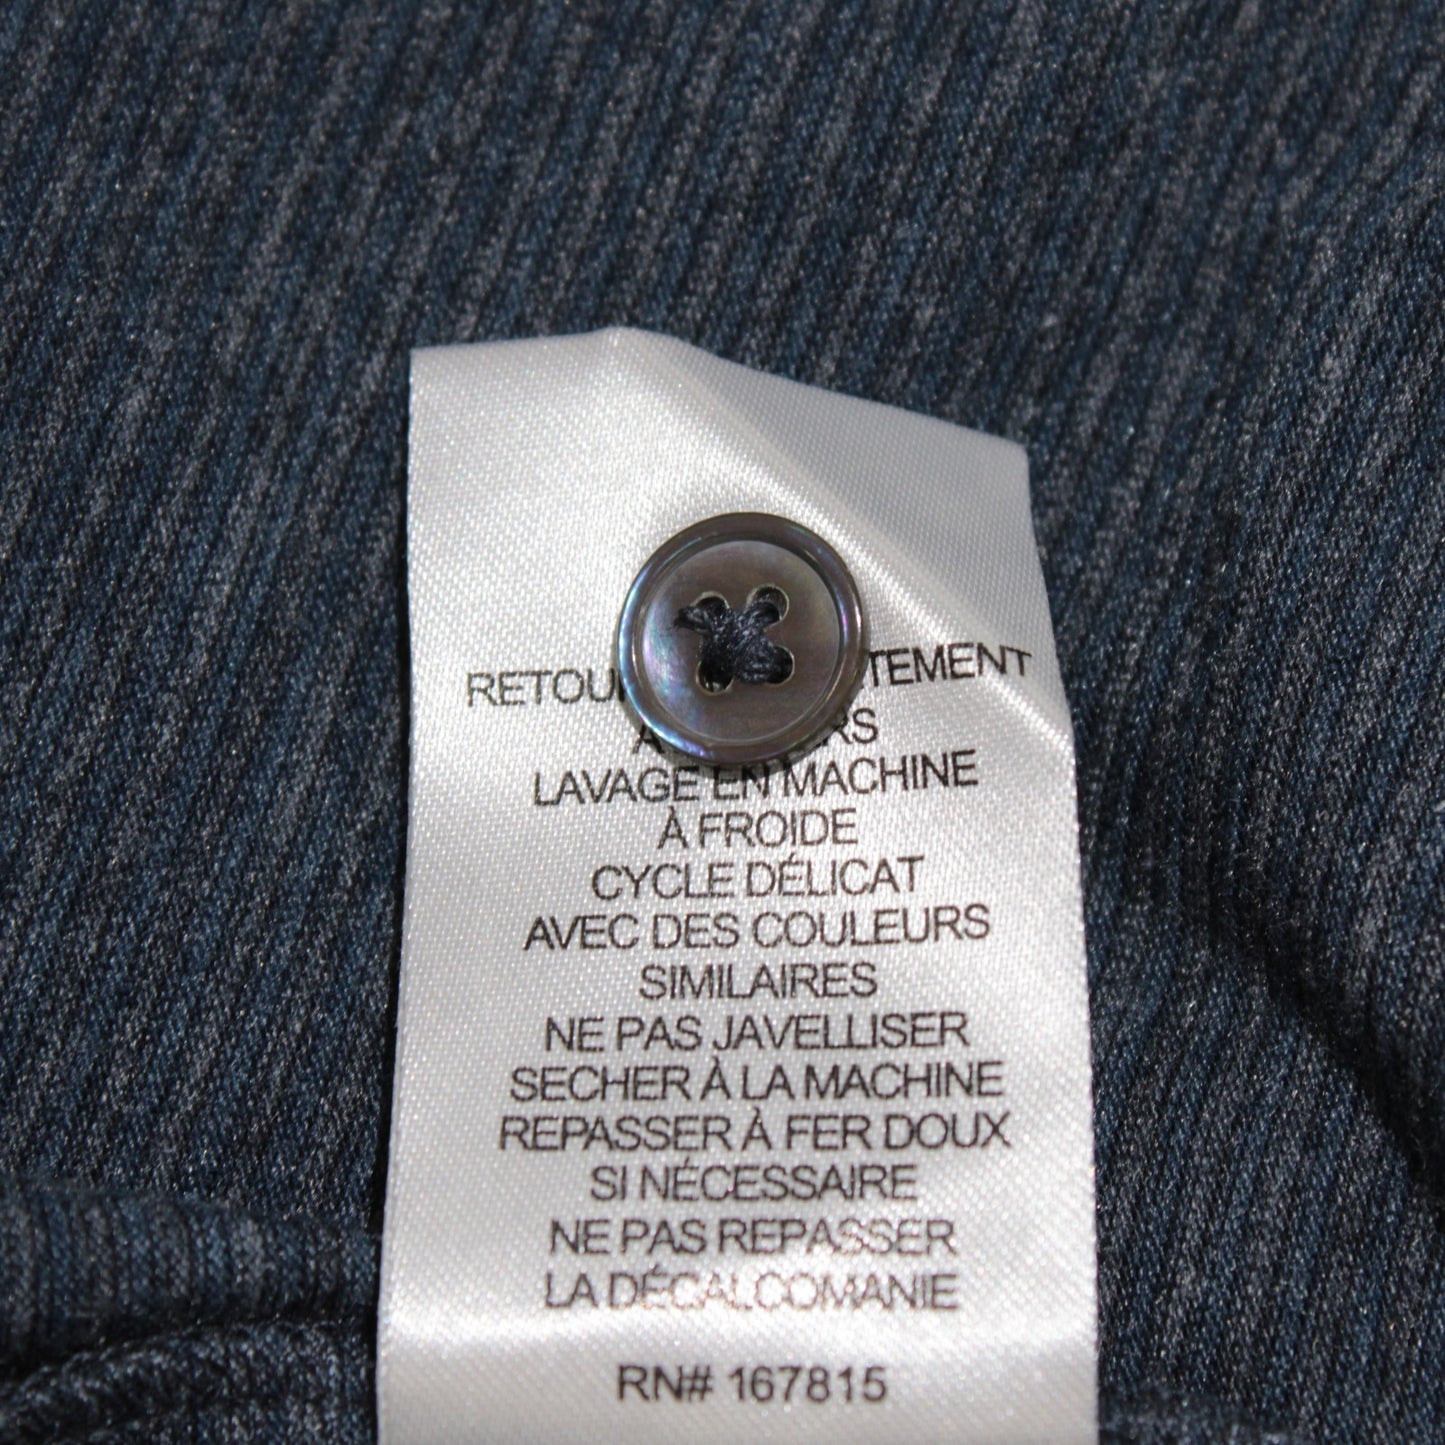 LAVAGE EN MACHINE
À FROIDE
CYCLE DÉLICAT
AVEC DES COULEURS
SIMILAIRES
NE PAS JAVELLISER
SECHER À LA MACHINE
REPASSER À FER DOUX
SI NÉCESSAIRE
NE PAS REPASSER
LA DÉCALCOMANIE
RN# 167815